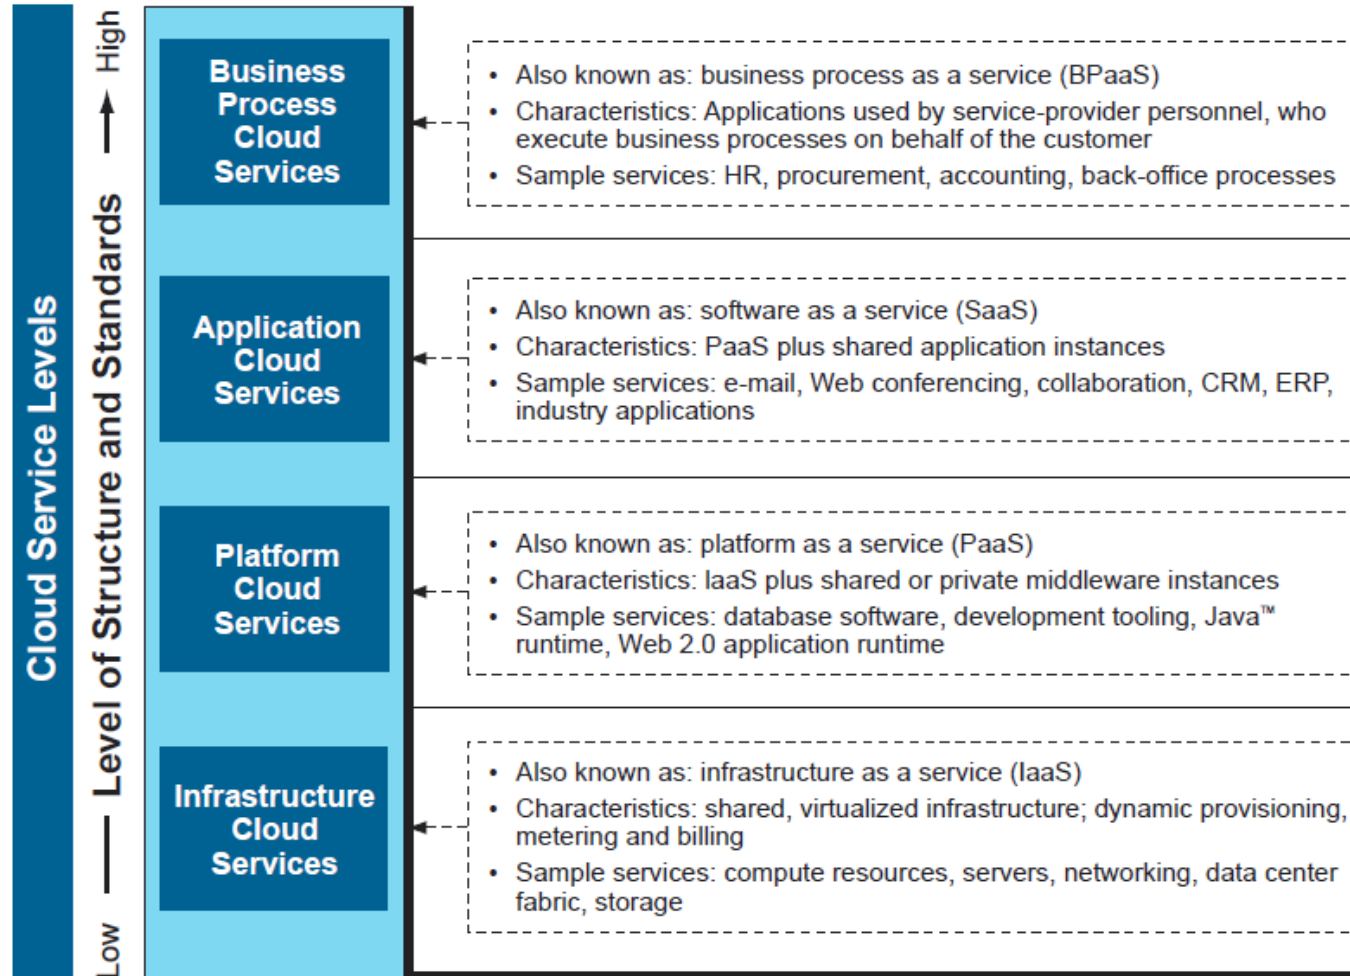 Cloud Service Levels
Low — Level of Structure and Standards → High
Business
Process
Cloud
Services
• Also known as: business process as a service (BPaaS)
• Characteristics: Applications used by service-provider personnel, who
execute business processes on behalf of the customer
• Sample services: HR, procurement, accounting, back-office processes
Application
Cloud
Services
• Also known as: software as a service (SaaS)
• Characteristics: PaaS plus shared application instances
• Sample services: e-mail, Web conferencing, collaboration, CRM, ERP,
industry applications
Platform
Cloud
Services
• Also known as: platform as a service (PaaS)
• Characteristics: IaaS plus shared or private middleware instances
• Sample services: database software, development tooling, Java™
runtime, Web 2.0 application runtime
Infrastructure
Cloud
Services
• Also known as: infrastructure as a service (IaaS)
• Characteristics: shared, virtualized infrastructure; dynamic provisioning,
metering and billing
• Sample services: compute resources, servers, networking, data center
fabric, storage